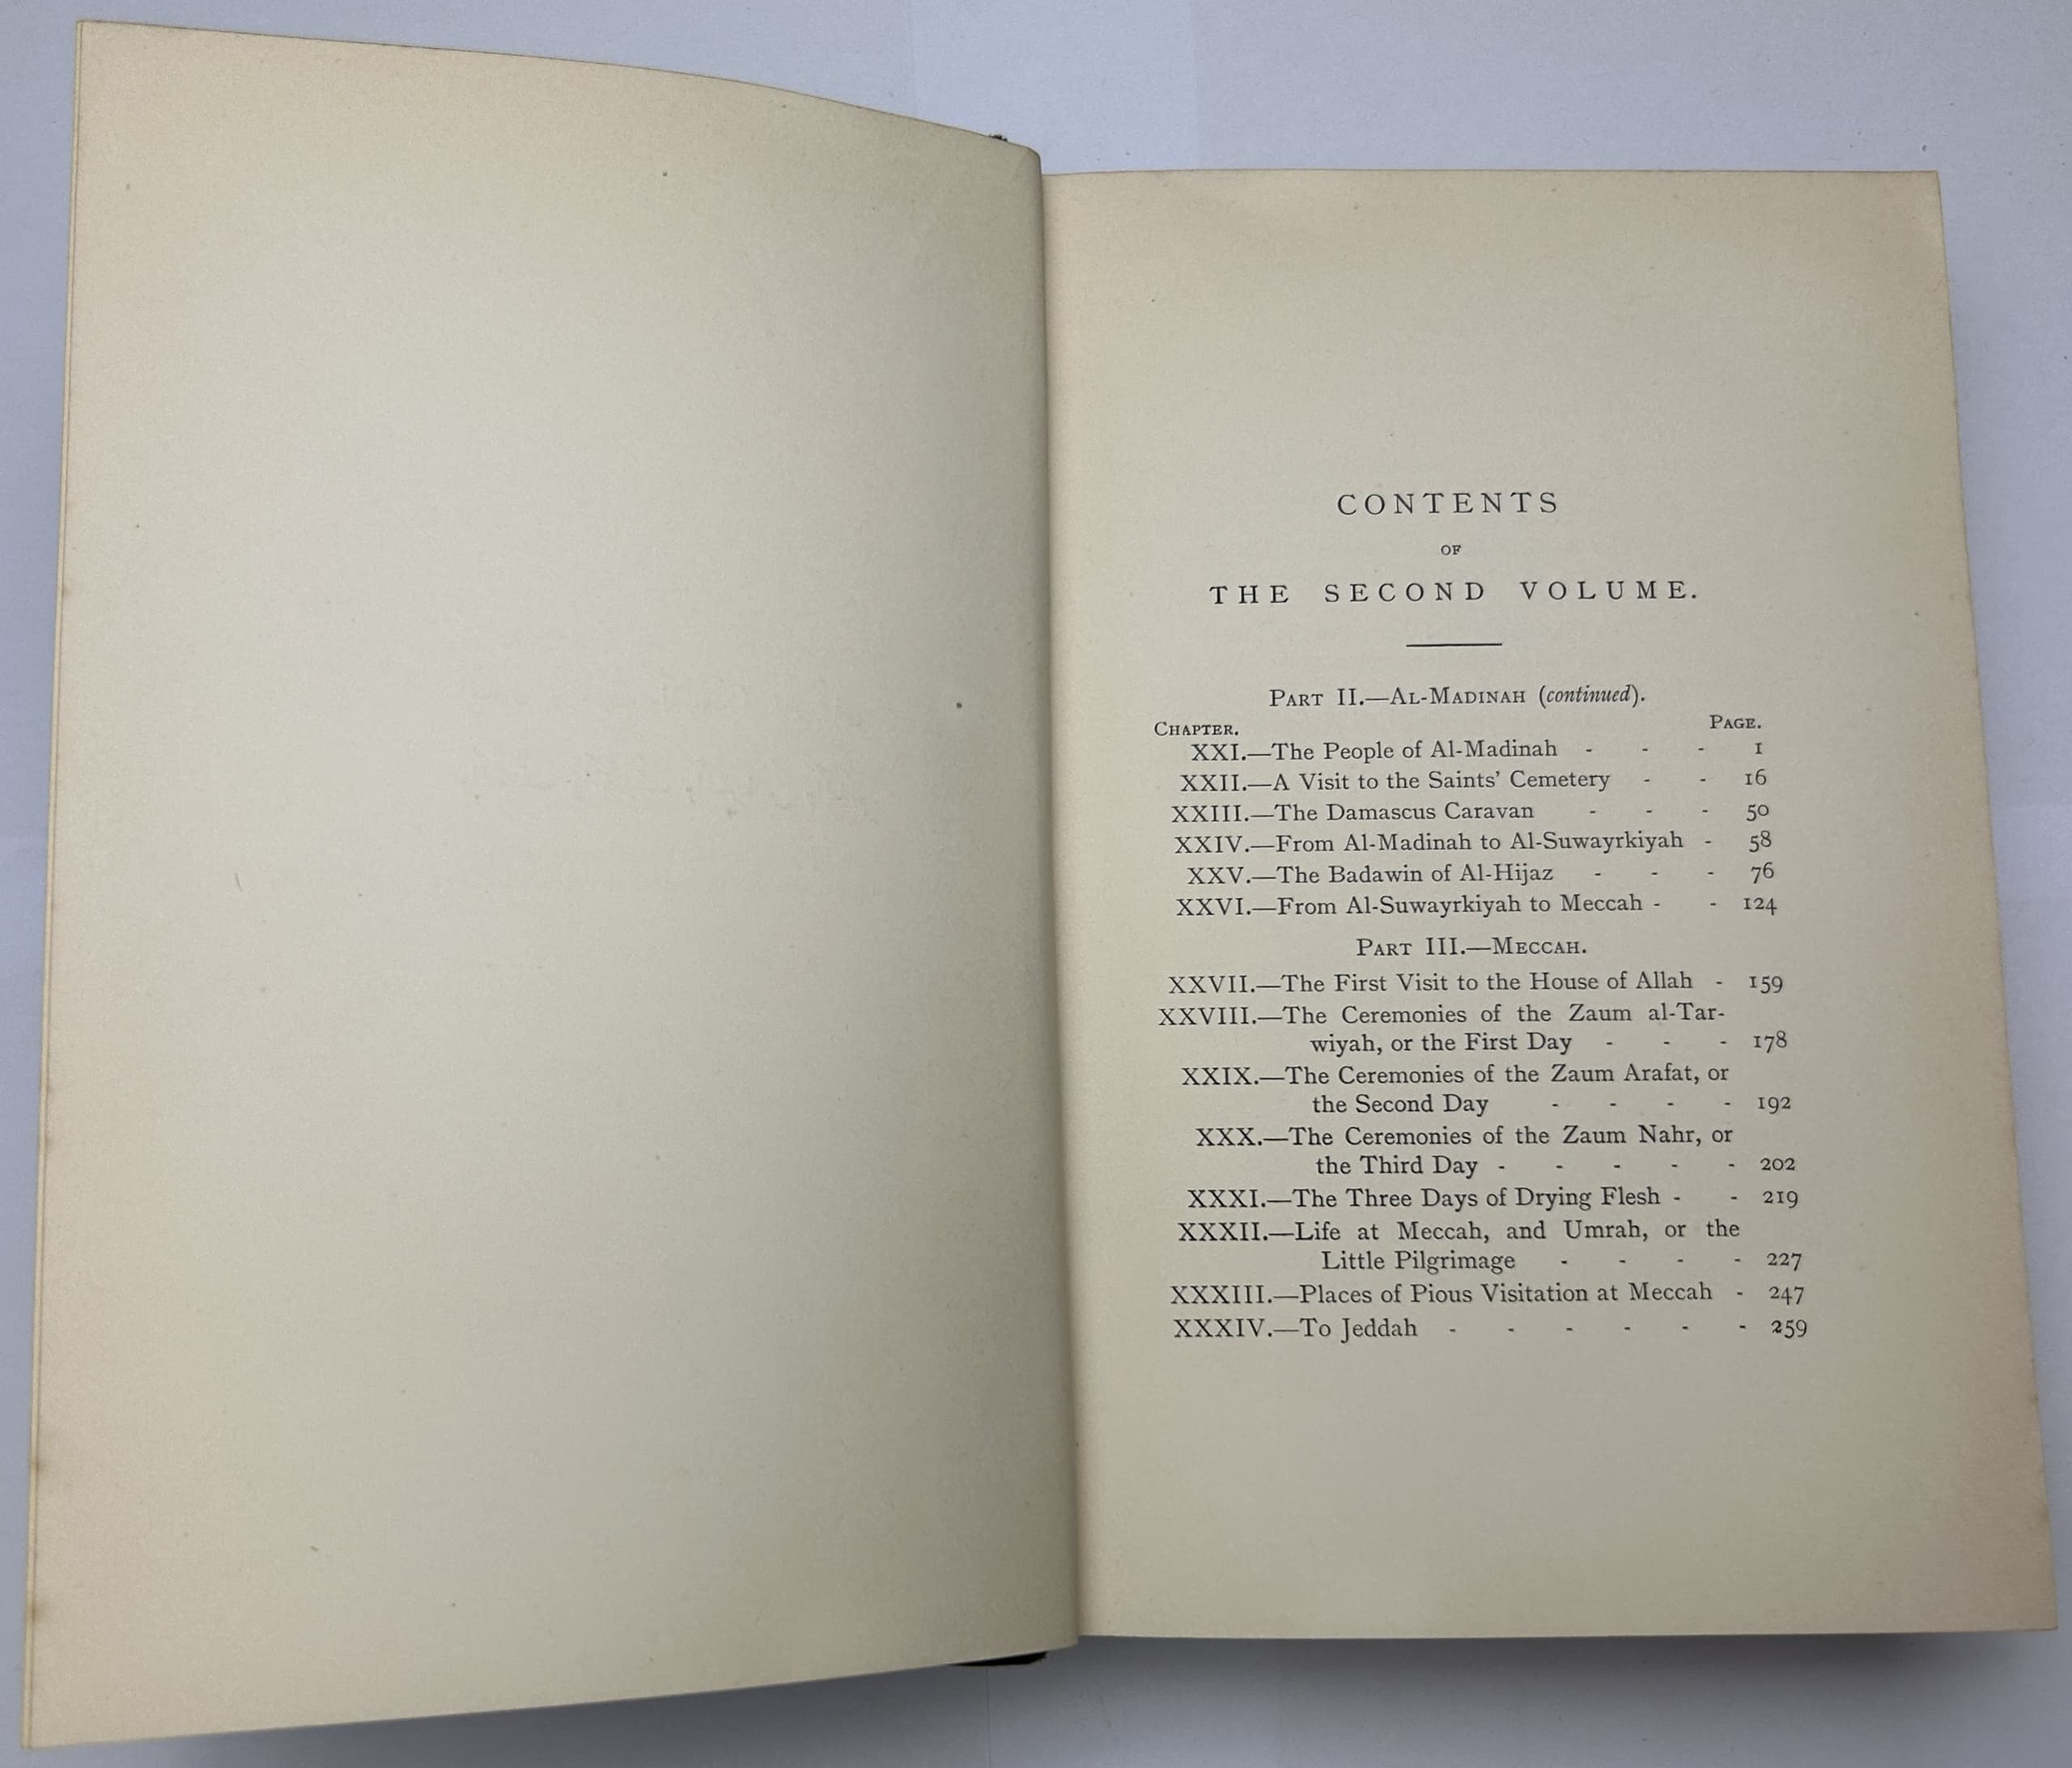 CONTENTS
OF
THE SECOND VOLUME.
PART II.—AL-MADINAH (continued).
CHAPTER. PAGE.
XXI.—The People of Al-Madinah - - - 1
XXII.—A Visit to the Saints' Cemetery - - 16
XXIII.—The Damascus Caravan - - - 50
XXIV.—From Al-Madinah to Al-Suwayrkiyah - 58
XXV.—The Badawin of Al-Hijaz - - - 76
XXVI.—From Al-Suwayrkiyah to Meccah - - 124
PART III.—MECCAH.
XXVII.—The First Visit to the House of Allah - 159
XXVIII.—The Ceremonies of the Zaum al-Tar-
wiyah, or the First Day - - - 178
XXIX.—The Ceremonies of the Zaum Arafat, or
the Second Day - - - - 192
XXX.—The Ceremonies of the Zaum Nahr, or
the Third Day - - - - - 202
XXXI.—The Three Days of Drying Flesh - - 219
XXXII.—Life at Meccah, and Umrah, or the
Little Pilgrimage - - - - 227
XXXIII.—Places of Pious Visitation at Meccah - 247
XXXIV.—To Jeddah - - - - - - 259